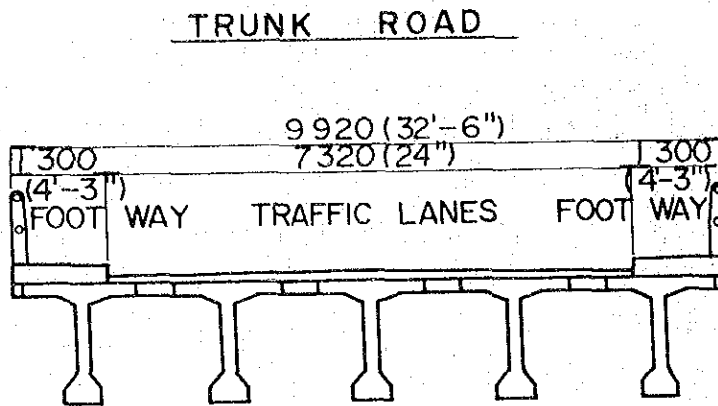 TRUNK ROAD
9920(32'-6")
1300 7320(24") 1300
(4'-3") (4'-3")
FOOT WAY TRAFFIC LANES FOOT WAY